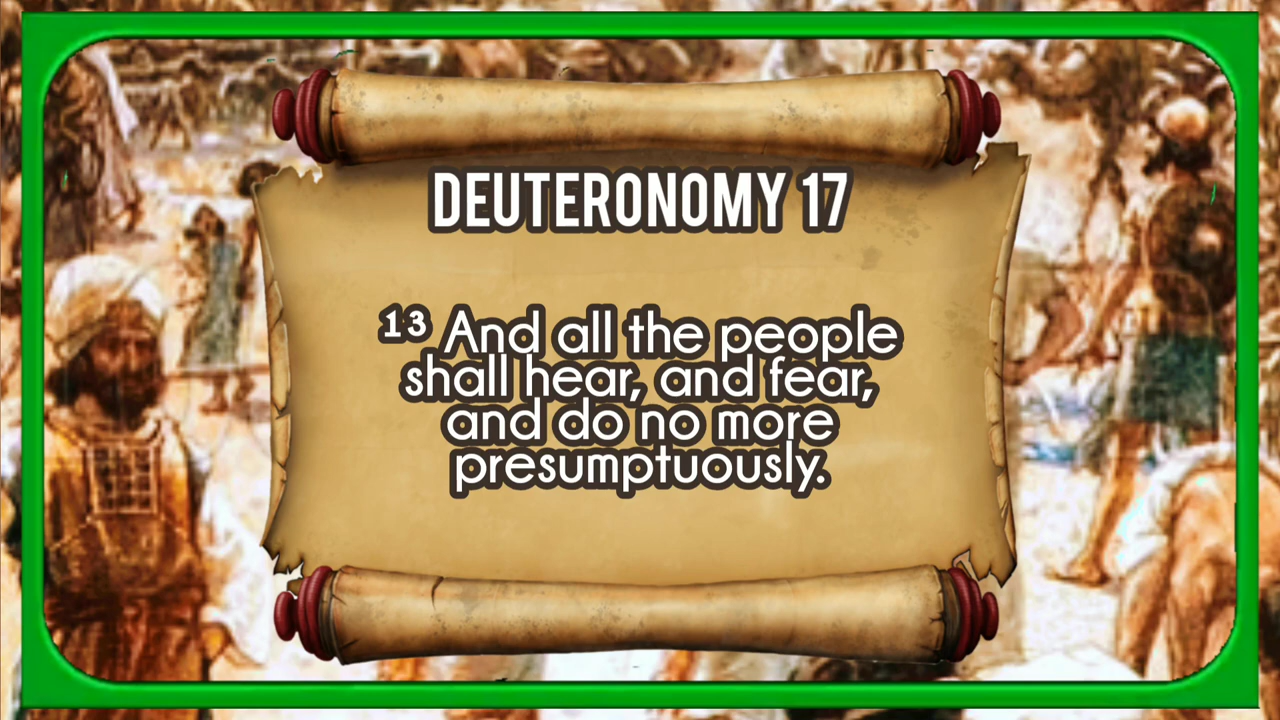 DEUTERONOMY 17
¹³ And all the people
shall hear, and fear,
and do no more
presumptuously.